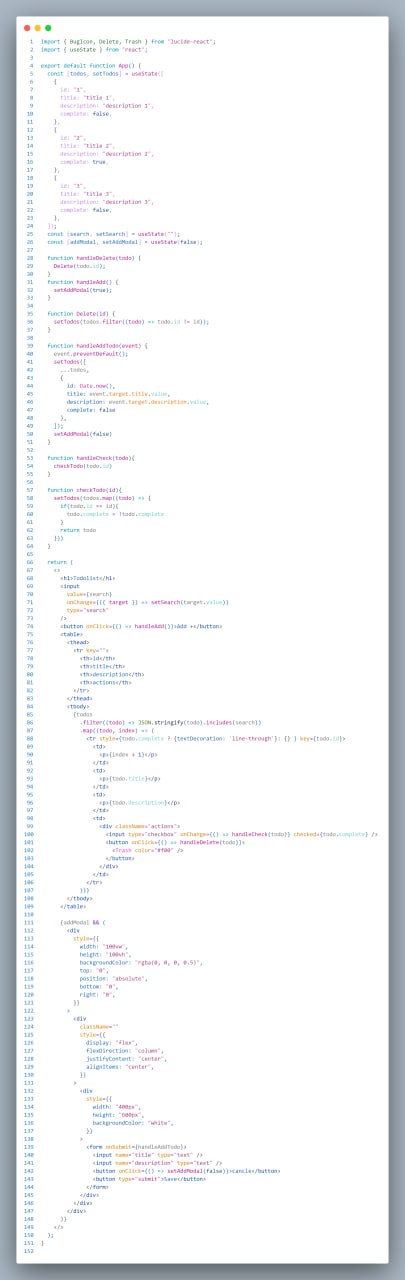 1 import { BugIcon, Delete, Trash } from "lucide-react";
2 import { useState } from "react";
3
4 export default function App() {
5 const [todos, setTodos] = useState([
6 {
7 id: "1",
8 title: "title 1",
9 description: "description 1",
10 complete: false,
11 },
12 {
13 id: "2",
14 title: "title 2",
15 description: "description 2",
16 complete: true,
17 },
18 {
19 id: "3",
20 title: "title 3",
21 description: "description 3",
22 complete: false,
23 },
24 ]);
25 const [search, setSearch] = useState("");
26 const [addModal, setAddModal] = useState(false);
27
28 function handleDelete(todo) {
29 Delete(todo.id);
30 }
31 function handleAdd() {
32 setAddModal(true);
33 }
34
35 function Delete(id) {
36 setTodos(todos.filter((todo) => todo.id != id));
37 }
38
39 function handleAddTodo(event) {
40 event.preventDefault();
41 setTodos([
42 ...todos,
43 {
44 id: Date.now(),
45 title: event.target.title.value,
46 description: event.target.description.value,
47 complete: false
48 },
49 ]);
50 setAddModal(false)
51 }
52
53 function handleCheck(todo){
54 checkTodo(todo.id)
55 }
56
57 function checkTodo(id){
58 setTodos(todos.map((todo) => {
59 if(todo.id == id){
60 todo.complete = !todo.complete
61 }
62 return todo
63 }))
64 }
65
66 return (
67 <>
68 <h1>Todolist</h1>
69 <input
70 value={search}
71 onChange={({ target }) => setSearch(target.value)}
72 type="search"
73 />
74 <button onClick={() => handleAdd()}>Add +</button>
75 <table>
76 <thead>
77 <tr key="">
78 <th>id</th>
79 <th>title</th>
80 <th>description</th>
81 <th>actions</th>
82 </tr>
83 </thead>
84 <tbody>
85 {todos
86 .filter((todo) => JSON.stringify(todo).includes(search))
87 .map((todo, index) => (
88 <tr style={todo.complete ? {textDecoration: 'line-through'}: {} } key={todo.id}>
89 <td>
90 <p>{index + 1}</p>
91 </td>
92 <td>
93 <p>{todo.title}</p>
94 </td>
95 <td>
96 <p>{todo.description}</p>
97 </td>
98 <td>
99 <div className="actions">
100 <input type="checkbox" onChange={() => handleCheck(todo)} checked={todo.complete} />
101 <button onClick={() => handleDelete(todo)}>
102 <Trash color="#f00" />
103 </button>
104 </div>
105 </td>
106 </tr>
107 ))}
108 </tbody>
109 </table>
110
111 {addModal && (
112 <div
113 style={{
114 width: "100vw",
115 height: "100vh",
116 backgroundColor: "rgba(0, 0, 0, 0.5)",
117 top: "0",
118 position: "absolute",
119 bottom: "0",
120 right: "0",
121 }}
122 >
123 <div
124 className=""
125 style={{
126 display: "flex",
127 flexDirection: "column",
128 justifyContent: "center",
129 alignItems: "center",
130 }}
131 >
132 <div
133 style={{
134 width: "400px",
135 height: "600px",
136 backgroundColor: "white",
137 }}
138 >
139 <form onSubmit={handleAddTodo}>
140 <input name="title" type="text" />
141 <input name="description" type="text" />
142 <button onClick={() => setAddModal(false)}>cancle</button>
143 <button type="submit">Save</button>
144 </form>
145 </div>
146 </div>
147 </div>
148 )}
149 </>
150 );
151 }
152